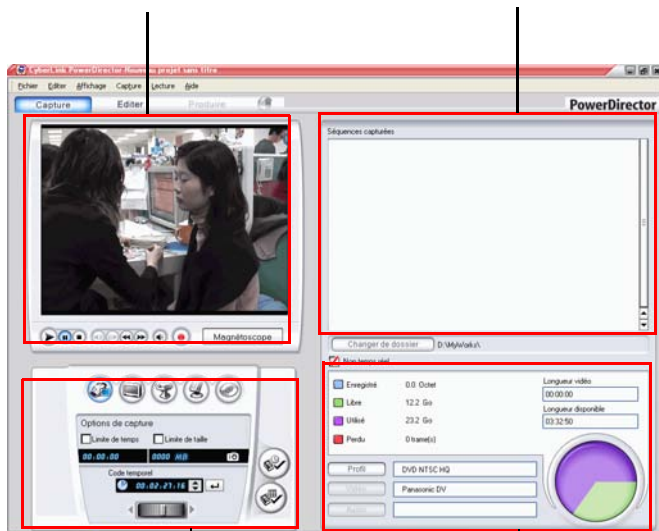 CyberLink PowerDirector-Nouveau projet sans titre
Fichier Editer Affichage Capture Lecture Aide
Capture Editer Produire
PowerDirector
Séquences capturées
Magnétoscope
Changer de dossier D:\MyWorks\
Non temps réel
Enregistré 0.0 Octet
Libre 12.2 Go
Utilisé 23.2 Go
Perdu 0 trame(s)
Longueur vidéo
00:00:00
Longueur disponible
03:32:50
Options de capture
Limite de temps Limite de taille
00:00:00 0000 MB
Code temporel
00.02.27.16
Profil DVD NTSC HQ
Vidéo Panasonic DV
Audio